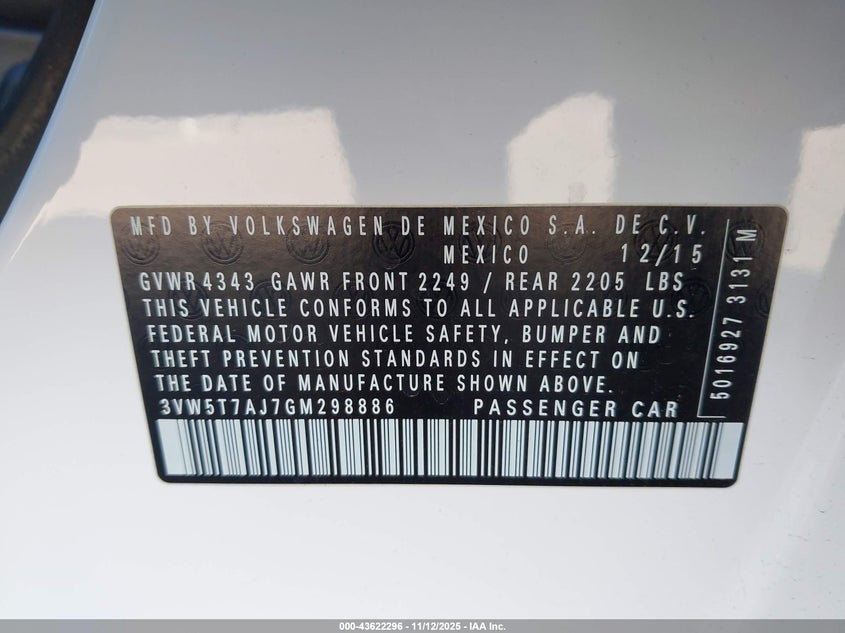 MFD BY VOLKSWAGEN DE MEXICO S.A. DE C.V.
MEXICO 12/15
GVWR 4343 GAWR FRONT 2249 / REAR 2205 LBS
THIS VEHICLE CONFORMS TO ALL APPLICABLE U.S.
FEDERAL MOTOR VEHICLE SAFETY, BUMPER AND
THEFT PREVENTION STANDARDS IN EFFECT ON
THE DATE OF MANUFACTURE SHOWN ABOVE.
3VW5T7AJ7GM298886 PASSENGER CAR
5016927 3131 M
000-43622296 - 11/12/2025 - IAA Inc.